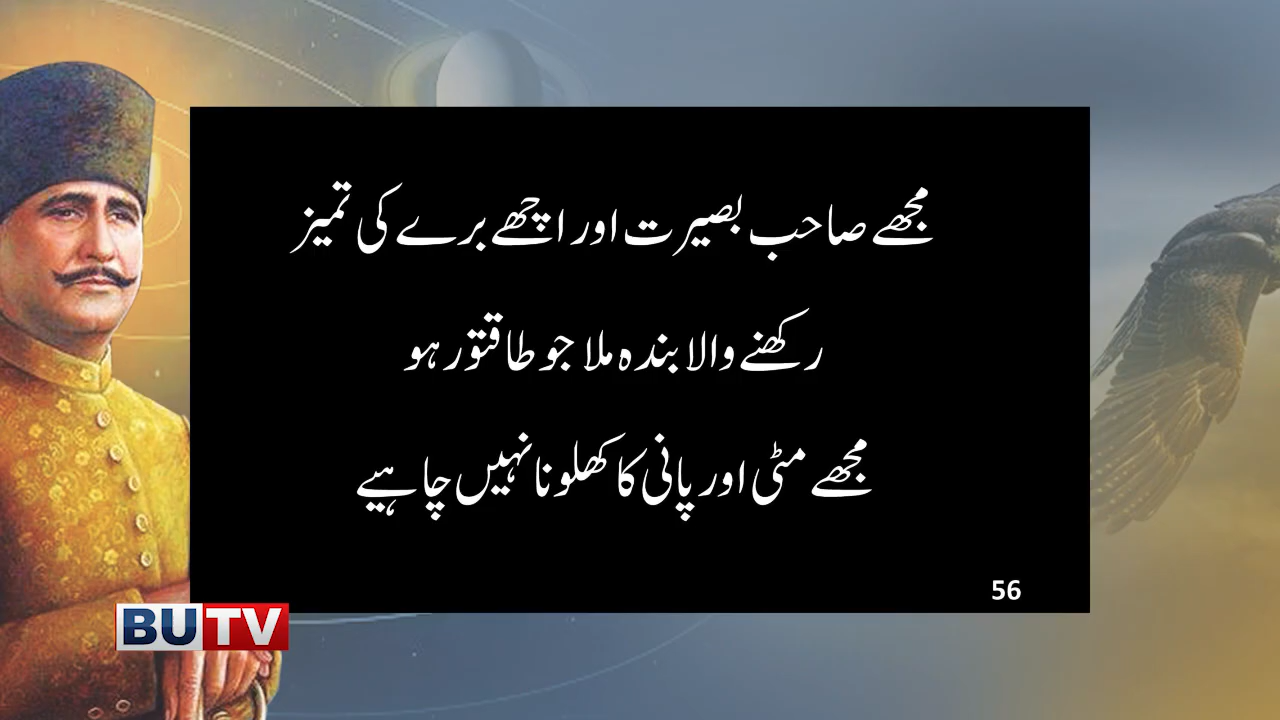 مجھے صاحب بصیرت اور اچھے برے کی تمیز
رکھنے والا بندہ ملا جو طاقتور ہو
مجھے مٹی اور پانی کا کھلونا نہیں چاہیے
56
BUTV